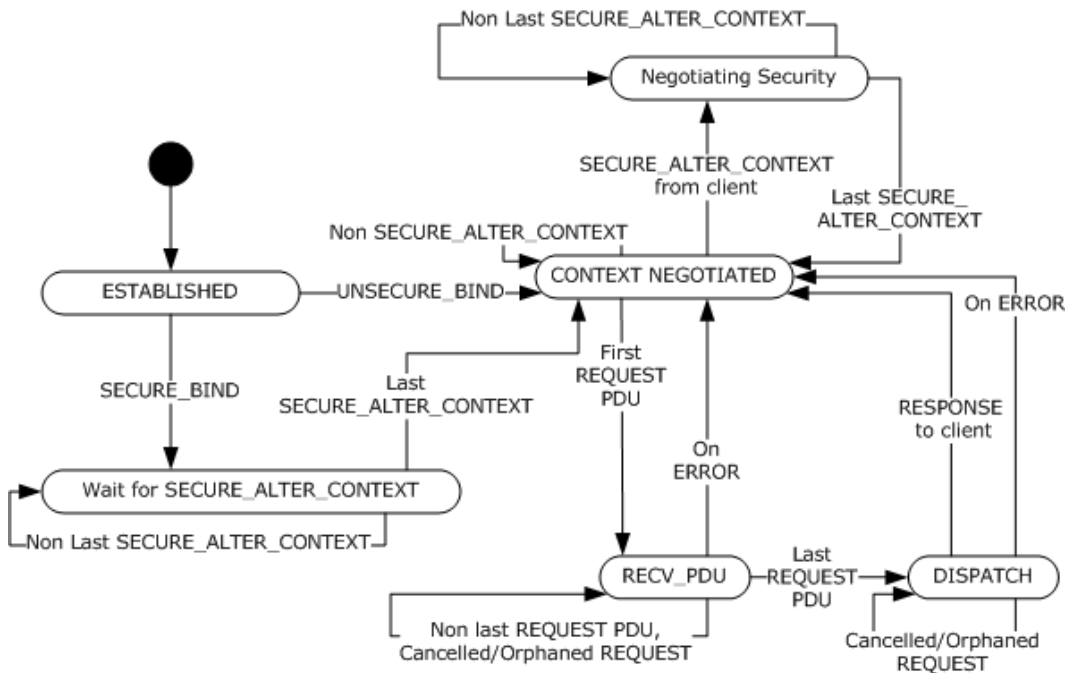 Non Last SECURE_ALTER_CONTEXT
Negotiating Security
SECURE_ALTER_CONTEXT
from client
Last SECURE_
ALTER_CONTEXT
Non SECURE_ALTER_CONTEXT
CONTEXT NEGOTIATED
ESTABLISHED
UNSECURE_BIND
On ERROR
First
REQUEST
PDU
SECURE_BIND
Last
SECURE_ALTER_CONTEXT
RESPONSE
to client
On
ERROR
Wait for SECURE_ALTER_CONTEXT
Non Last SECURE_ALTER_CONTEXT
RECV_PDU
Last
REQUEST
PDU
DISPATCH
Non last REQUEST PDU,
Cancelled/Orphaned REQUEST
Cancelled/Orphaned
REQUEST